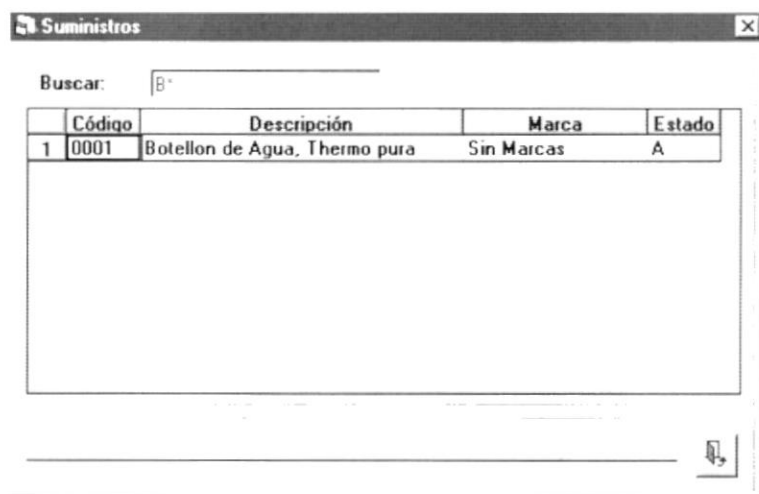 Suministros
Buscar: B*
Código Descripción Marca Estado
1 0001 Botellon de Agua, Thermo pura Sin Marcas A